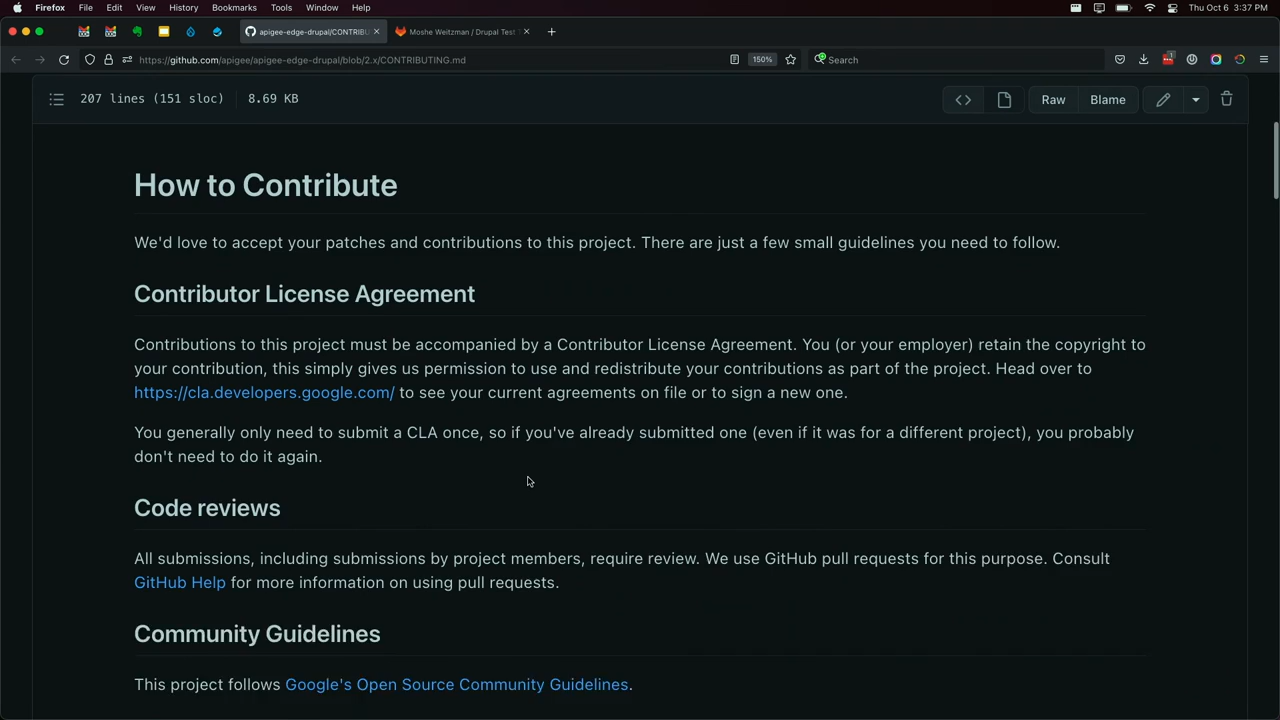 Firefox File Edit View History Bookmarks Tools Window Help Thu Oct 6 3:37 PM
apigee-edge-drupal/CONTRIBU Moshe Weitzman / Drupal Test
https://github.com/apigee/apigee-edge-drupal/blob/2.x/CONTRIBUTING.md 150% Search
207 lines (151 sloc) 8.69 KB Raw Blame
How to Contribute
We'd love to accept your patches and contributions to this project. There are just a few small guidelines you need to follow.
Contributor License Agreement
Contributions to this project must be accompanied by a Contributor License Agreement. You (or your employer) retain the copyright to
your contribution, this simply gives us permission to use and redistribute your contributions as part of the project. Head over to
https://cla.developers.google.com/ to see your current agreements on file or to sign a new one.
You generally only need to submit a CLA once, so if you've already submitted one (even if it was for a different project), you probably
don't need to do it again.
Code reviews
All submissions, including submissions by project members, require review. We use GitHub pull requests for this purpose. Consult
GitHub Help for more information on using pull requests.
Community Guidelines
This project follows Google's Open Source Community Guidelines.